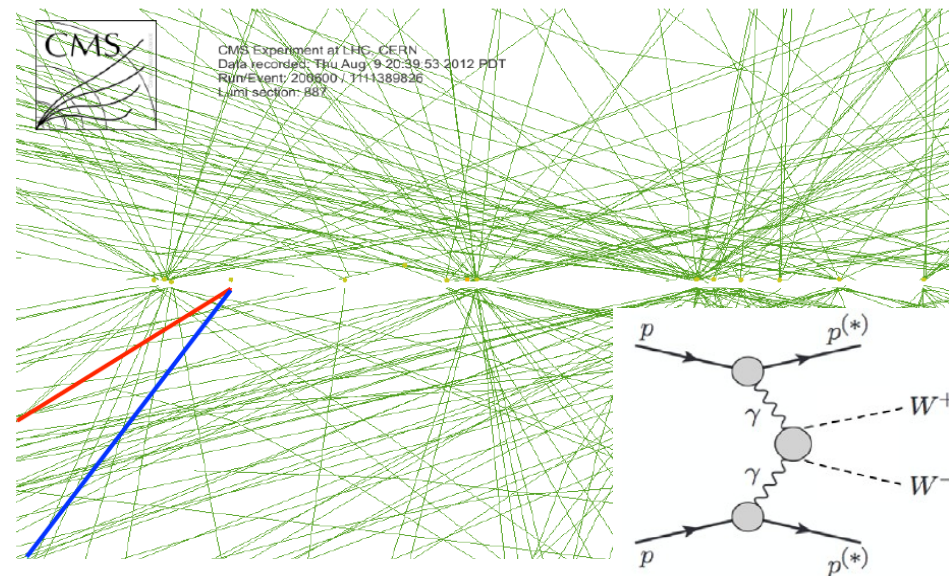 CMS
CMS Experiment at LHC, CERN
Data recorded: Thu Aug 9 20:39:53 2012 PDT
Run/Event: 200600 / 1111389826
Lumi section: 887
p
p(*)
γ
W+
γ
W−
p
p(*)